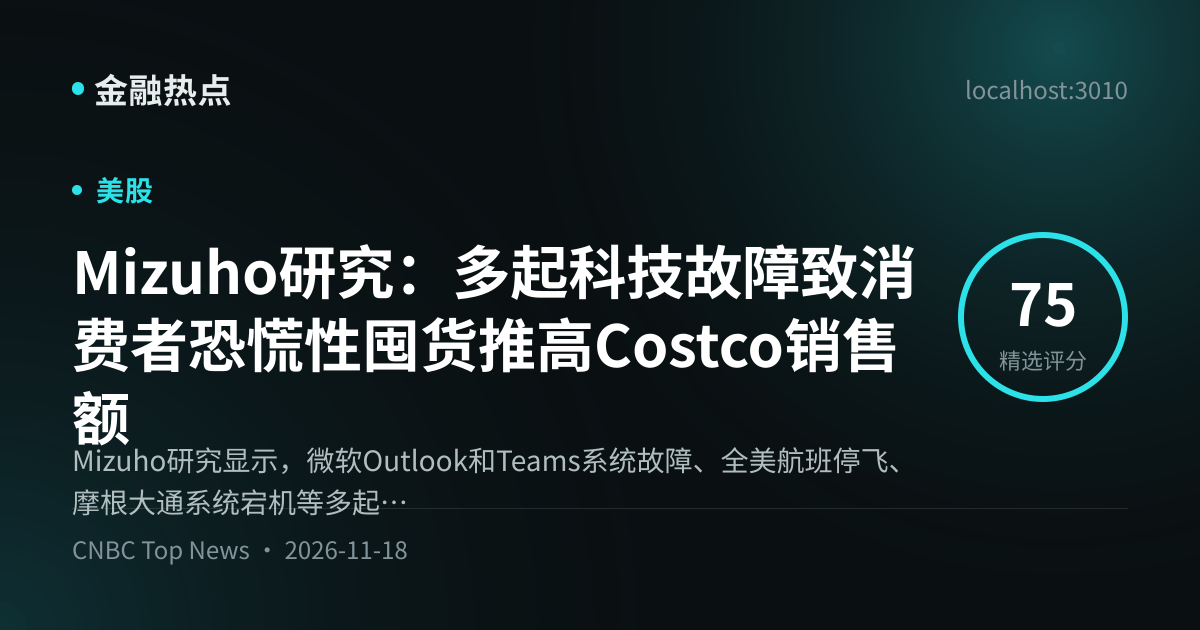 金融热点
localhost:3010
美股
Mizuho研究：多起科技故障致消
费者恐慌性囤货推高Costco销售
额
75
精选评分
Mizuho研究显示，微软Outlook和Teams系统故障、全美航班停飞、
摩根大通系统宕机等多起…
CNBC Top News · 2026-11-18